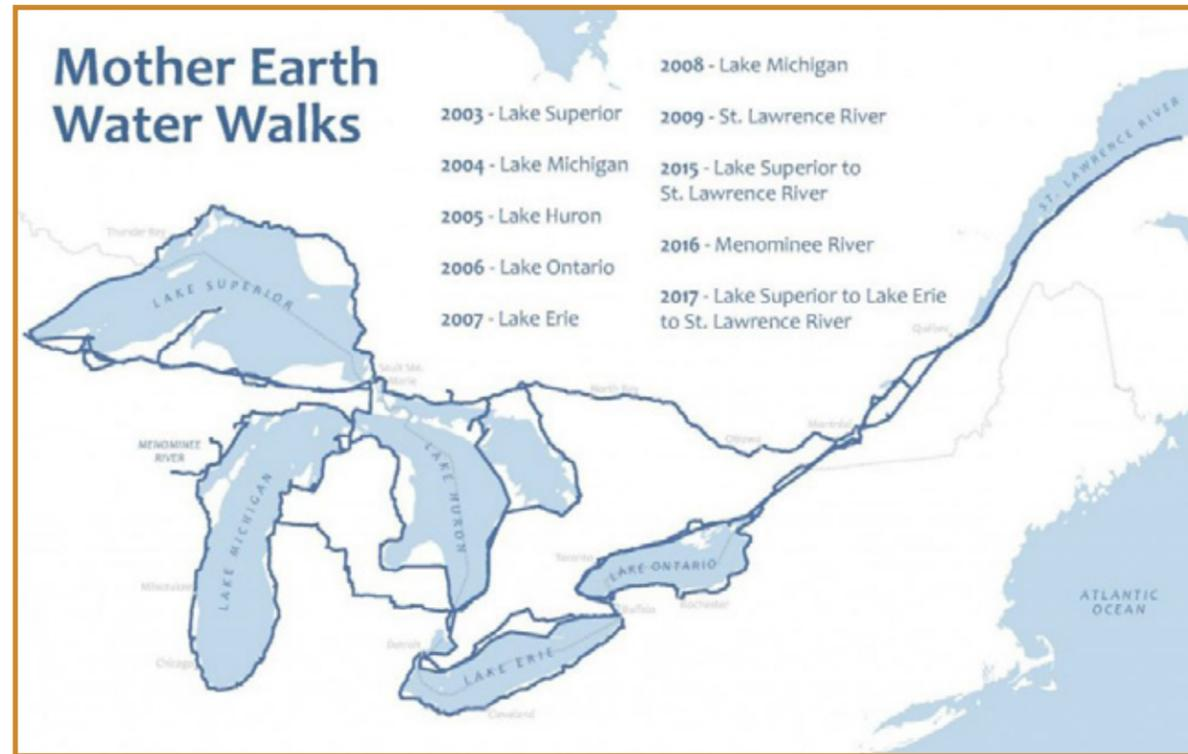 Mother Earth
Water Walks
2003 - Lake Superior
2004 - Lake Michigan
2005 - Lake Huron
2006 - Lake Ontario
2007 - Lake Erie
2008 - Lake Michigan
2009 - St. Lawrence River
2015 - Lake Superior to
St. Lawrence River
2016 - Menominee River
2017 - Lake Superior to Lake Erie
to St. Lawrence River
ST. LAWRENCE RIVER
Thunder Bay
LAKE SUPERIOR
Québec
Sault Ste.
Marie
North Bay
Montréal
Ottawa
MENOMINEE
RIVER
LAKE MICHIGAN
LAKE HURON
Toronto
LAKE ONTARIO
Milwaukee
Buffalo
Rochester
ATLANTIC
OCEAN
Detroit
Chicago
LAKE ERIE
Cleveland